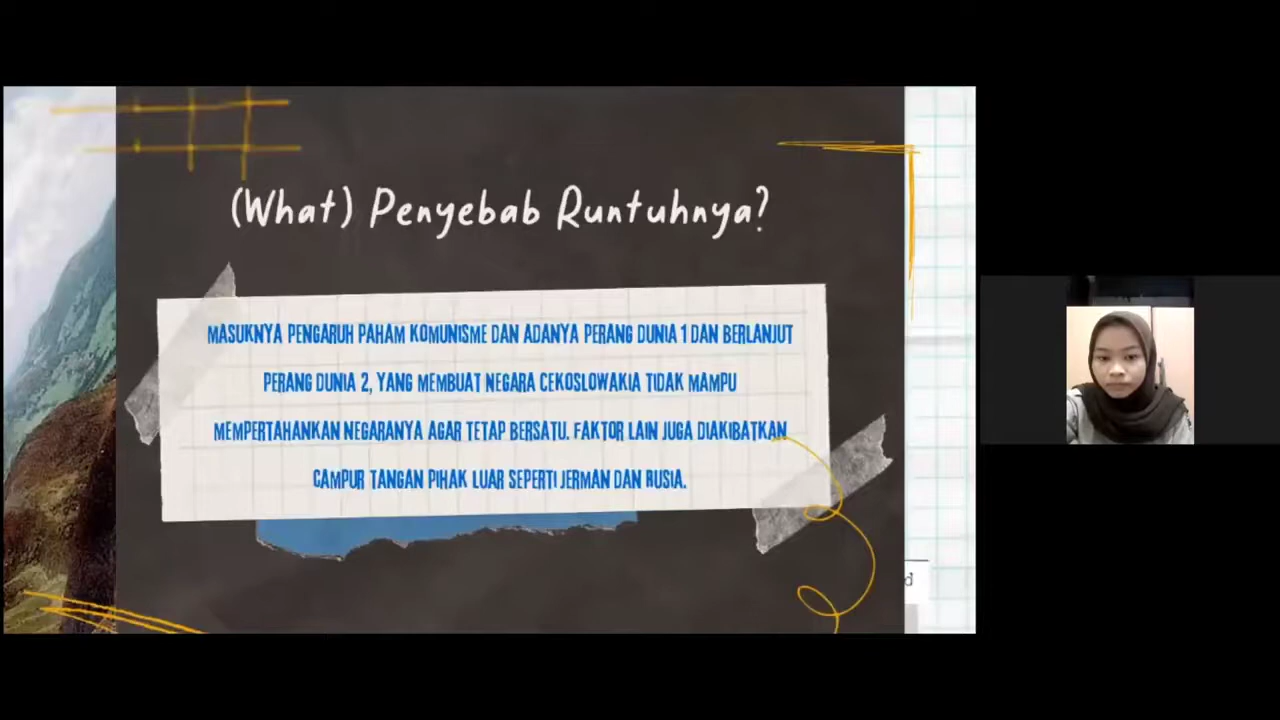 (What) Penyebab Runtuhnya?
MASUKNYA PENGARUH PAHAM KOMUNISME DAN ADANYA PERANG DUNIA 1 DAN BERLANJUT
PERANG DUNIA 2, YANG MEMBUAT NEGARA CEKOSLOWAKIA TIDAK MAMPU
MEMPERTAHANKAN NEGARANYA AGAR TETAP BERSATU. FAKTOR LAIN JUGA DIAKIBATKAN
CAMPUR TANGAN PIHAK LUAR SEPERTI JERMAN DAN RUSIA.